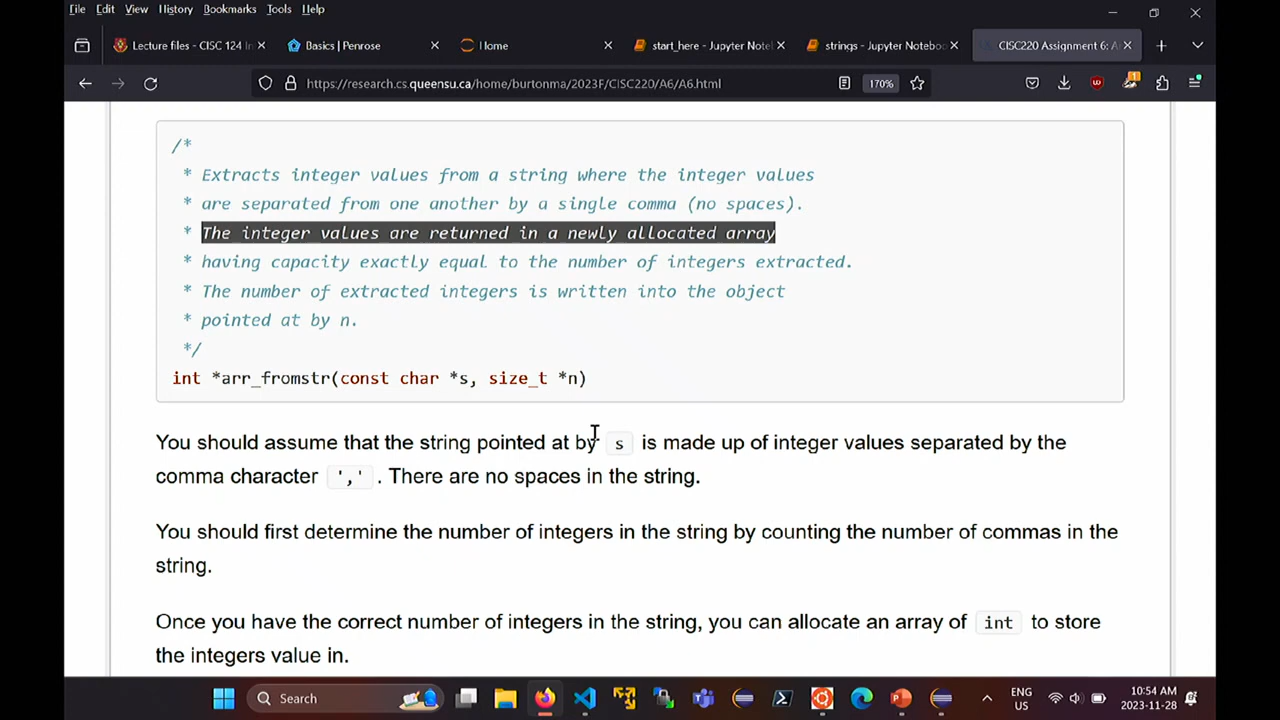 File Edit View History Bookmarks Tools Help
Lecture files - CISC 124 In
Basics | Penrose
Home
start_here - Jupyter Notel
strings - Jupyter Noteboo
CISC220 Assignment 6: A
https://research.cs.queensu.ca/home/burtonma/2023F/CISC220/A6/A6.html
170%
1
/*
* Extracts integer values from a string where the integer values
* are separated from one another by a single comma (no spaces).
* The integer values are returned in a newly allocated array
* having capacity exactly equal to the number of integers extracted.
* The number of extracted integers is written into the object
* pointed at by n.
*/
int *arr_fromstr(const char *s, size_t *n)
You should assume that the string pointed at by s is made up of integer values separated by the
comma character ','. There are no spaces in the string.
You should first determine the number of integers in the string by counting the number of commas in the
string.
Once you have the correct number of integers in the string, you can allocate an array of int to store
the integers value in.
Search
ENG
US
10:54 AM
2023-11-28